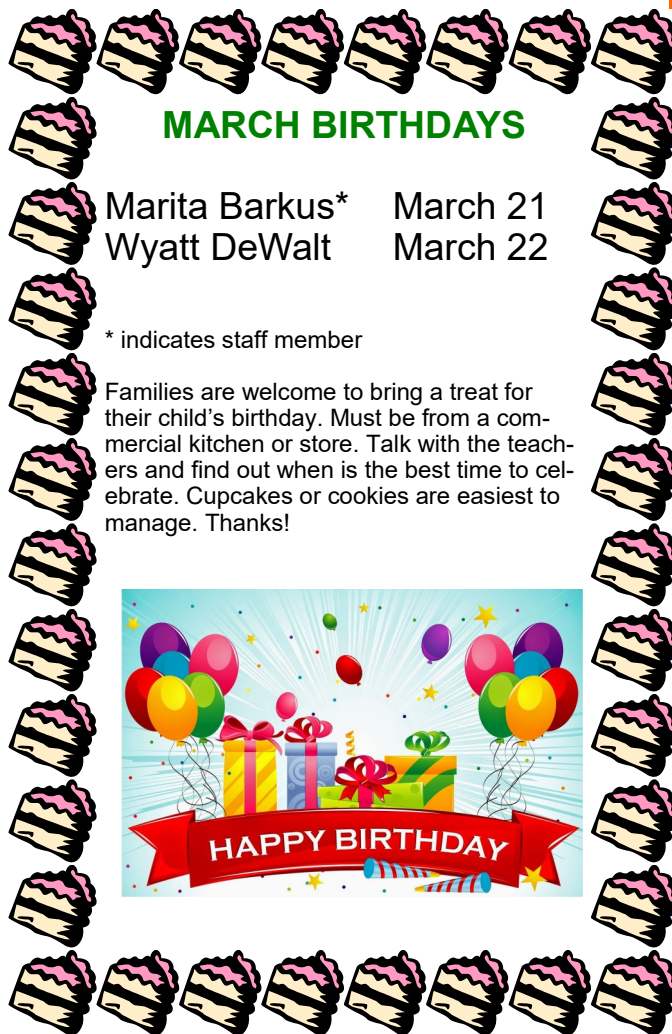 MARCH BIRTHDAYS
Marita Barkus* March 21
Wyatt DeWalt March 22
* indicates staff member
Families are welcome to bring a treat for
their child’s birthday. Must be from a com-
mercial kitchen or store. Talk with the teach-
ers and find out when is the best time to cel-
ebrate. Cupcakes or cookies are easiest to
manage. Thanks!
HAPPY BIRTHDAY